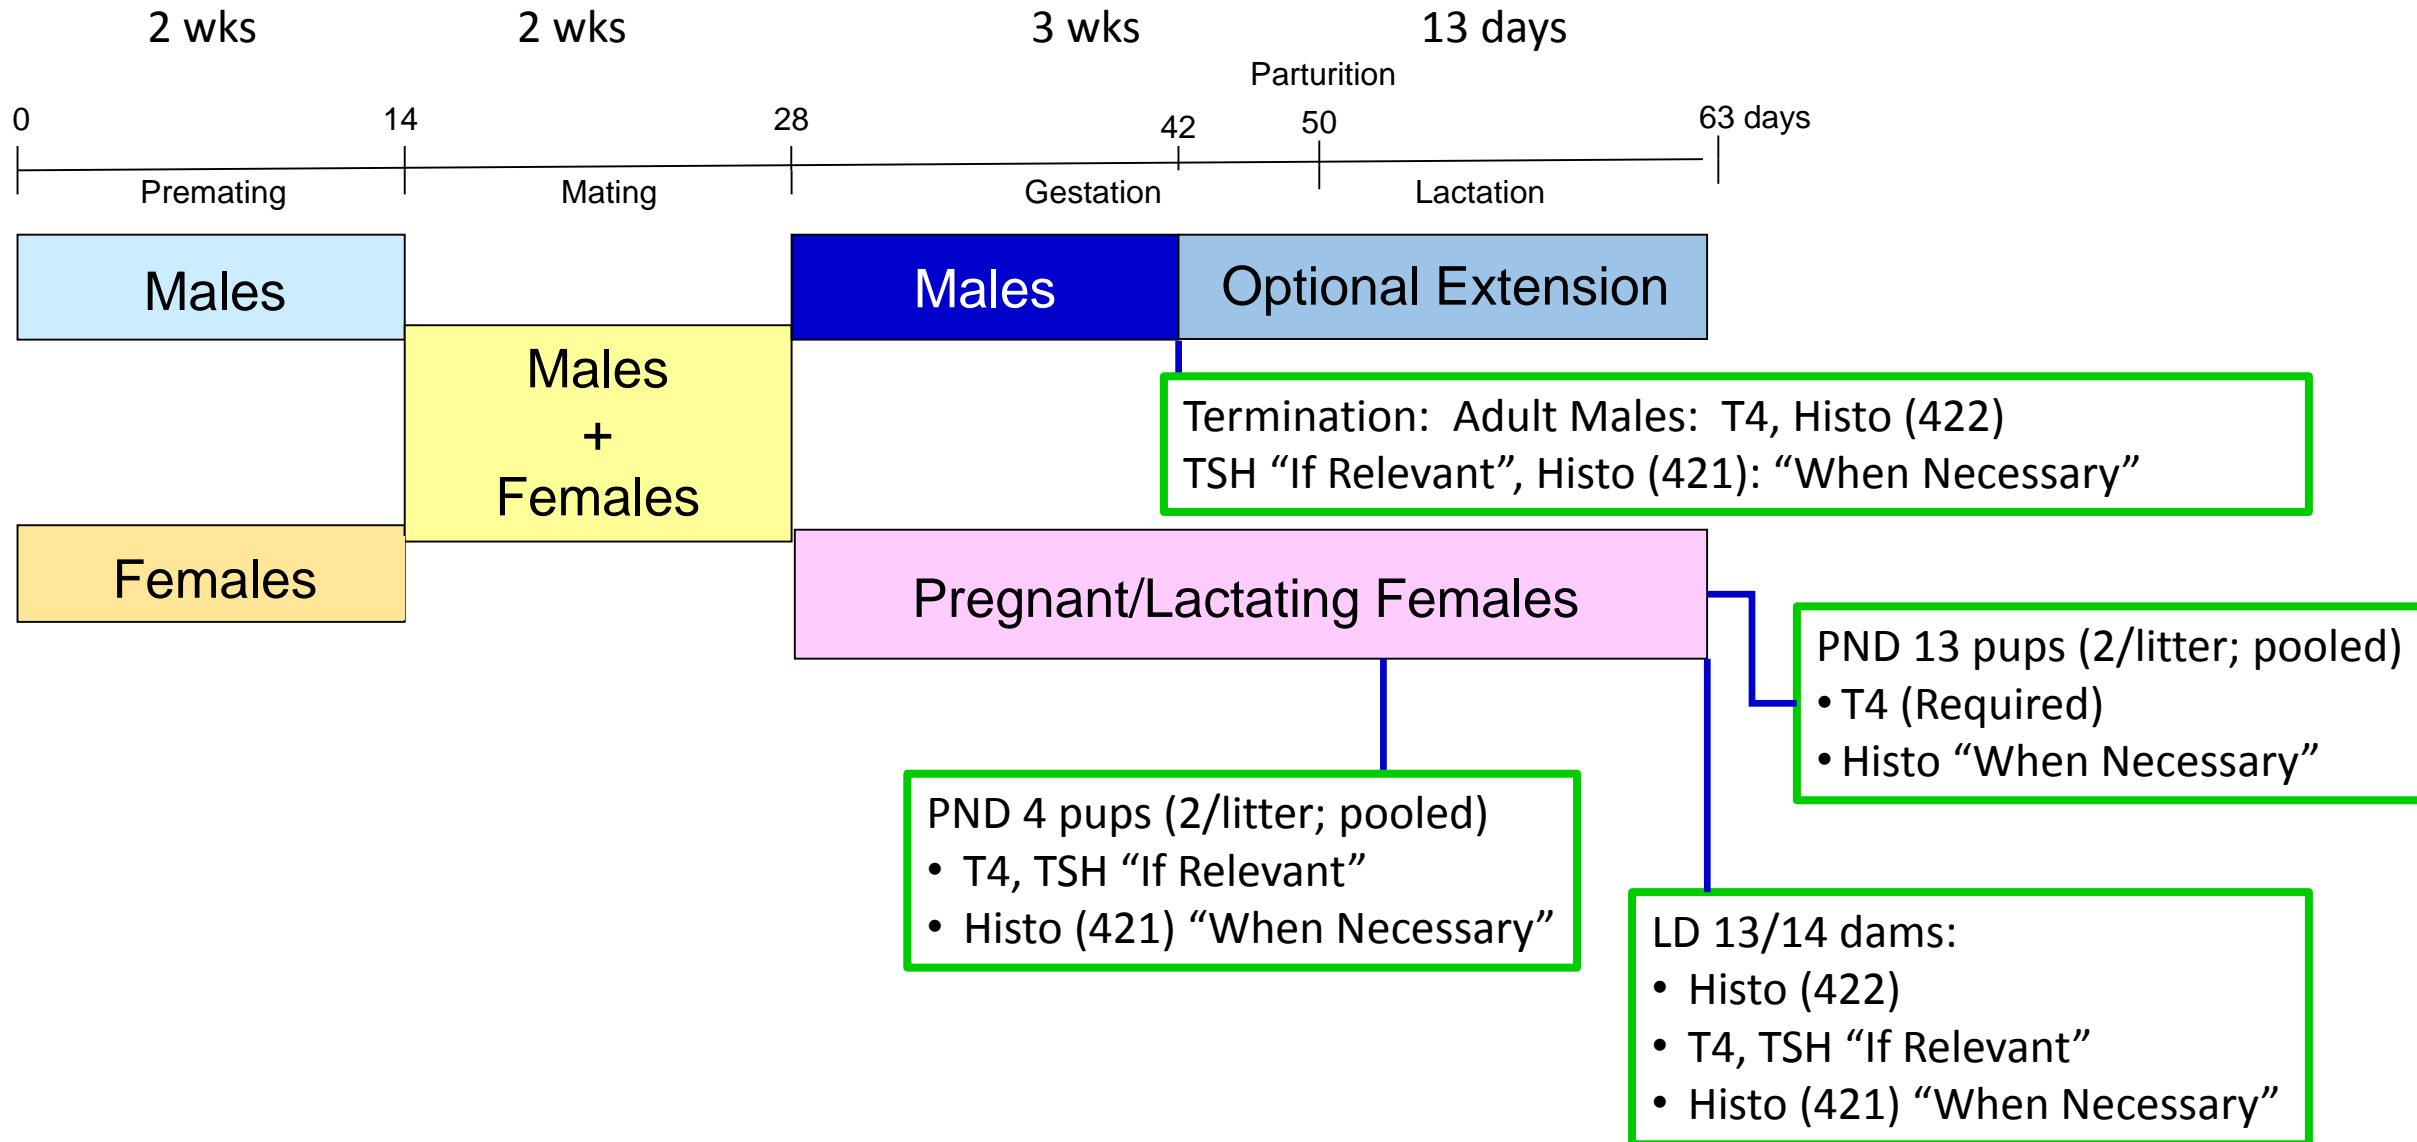 2 wks
2 wks
3 wks
13 days
Parturition
0
14
28
42
50
63 days
Premating
Mating
Gestation
Lactation
Males
Males
Optional Extension
Males
+
Females
Termination:  Adult Males:  T4, Histo (422)
TSH “If Relevant”, Histo (421): “When Necessary”
Females
Pregnant/Lactating Females
PND 13 pups (2/litter; pooled)
• T4 (Required)
• Histo “When Necessary”
PND 4 pups (2/litter; pooled)
• T4, TSH “If Relevant”
• Histo (421) “When Necessary”
LD 13/14 dams:
• Histo (422)
• T4, TSH “If Relevant”
• Histo (421) “When Necessary”